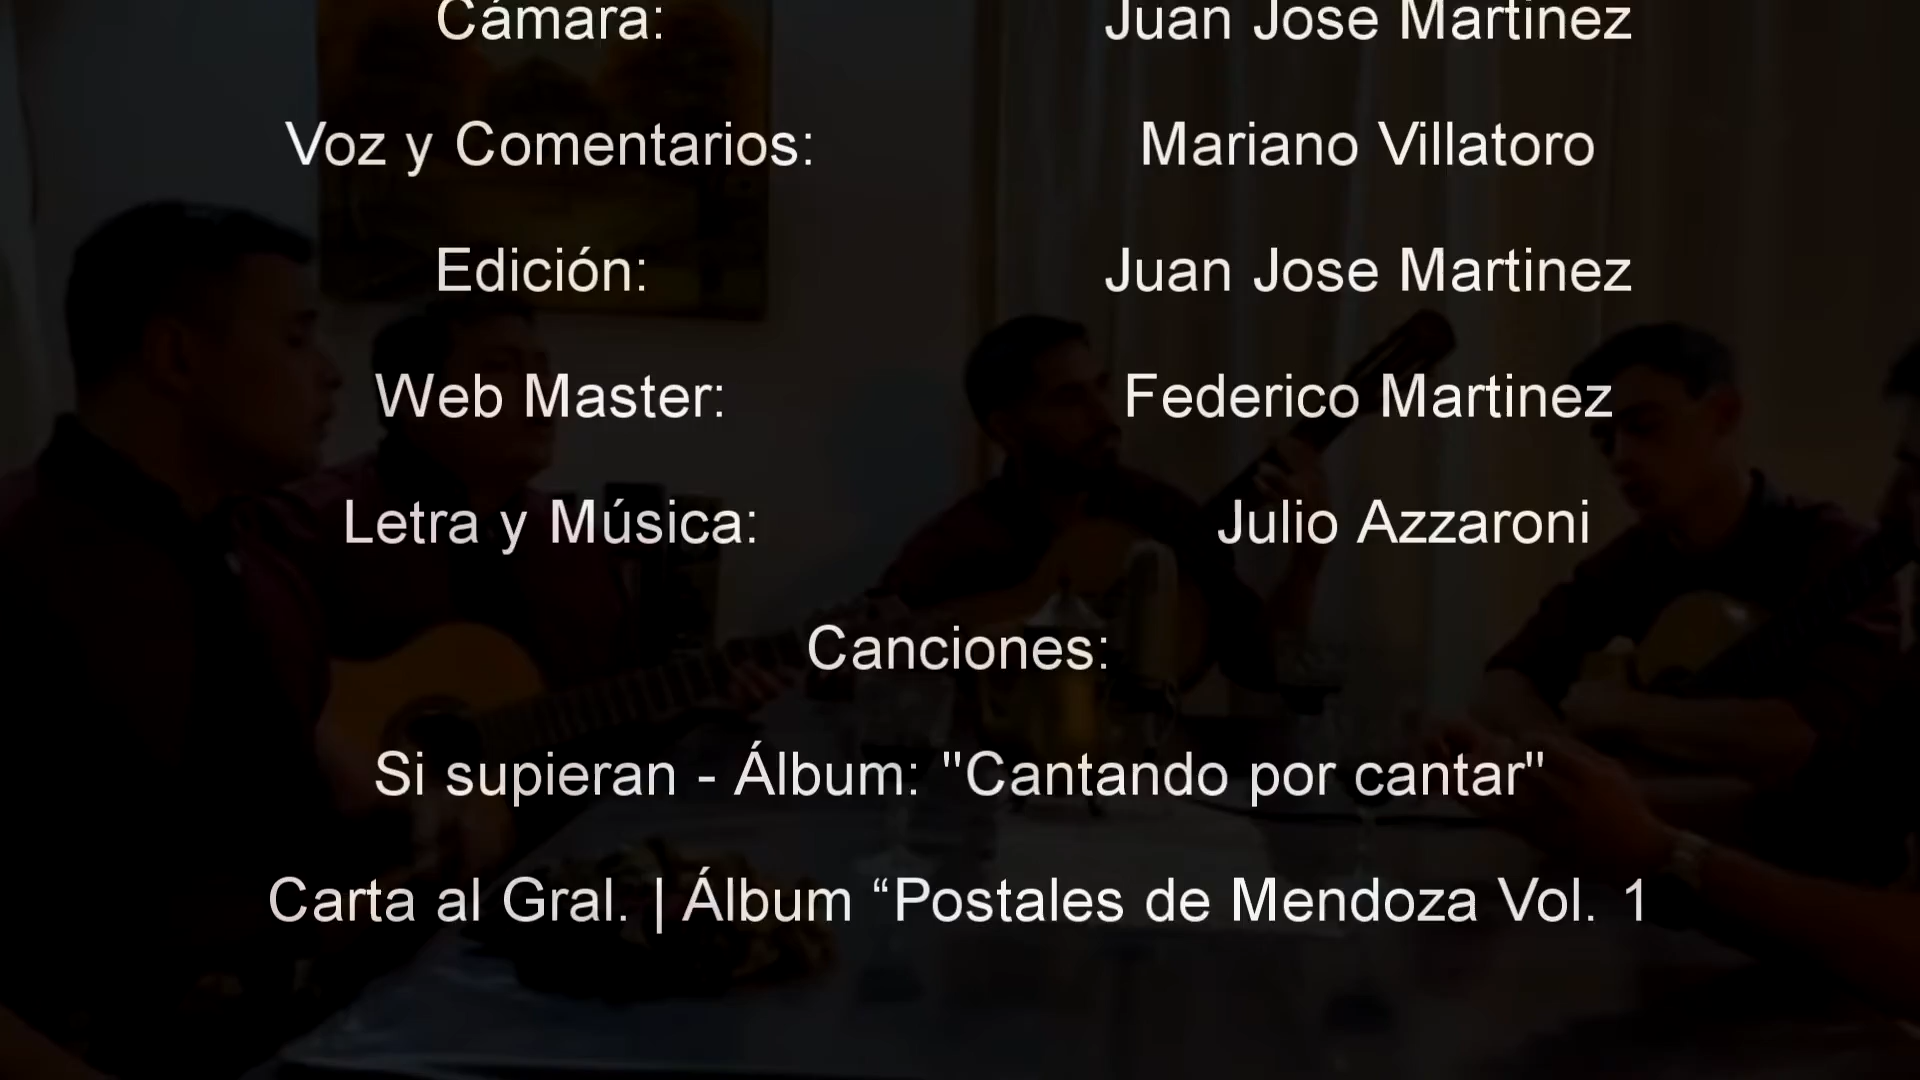 Cámara: Juan Jose Martinez
Voz y Comentarios: Mariano Villatoro
Edición: Juan Jose Martinez
Web Master: Federico Martinez
Letra y Música: Julio Azzaroni
Canciones:
Si supieran - Álbum: "Cantando por cantar"
Carta al Gral. | Álbum “Postales de Mendoza Vol. 1